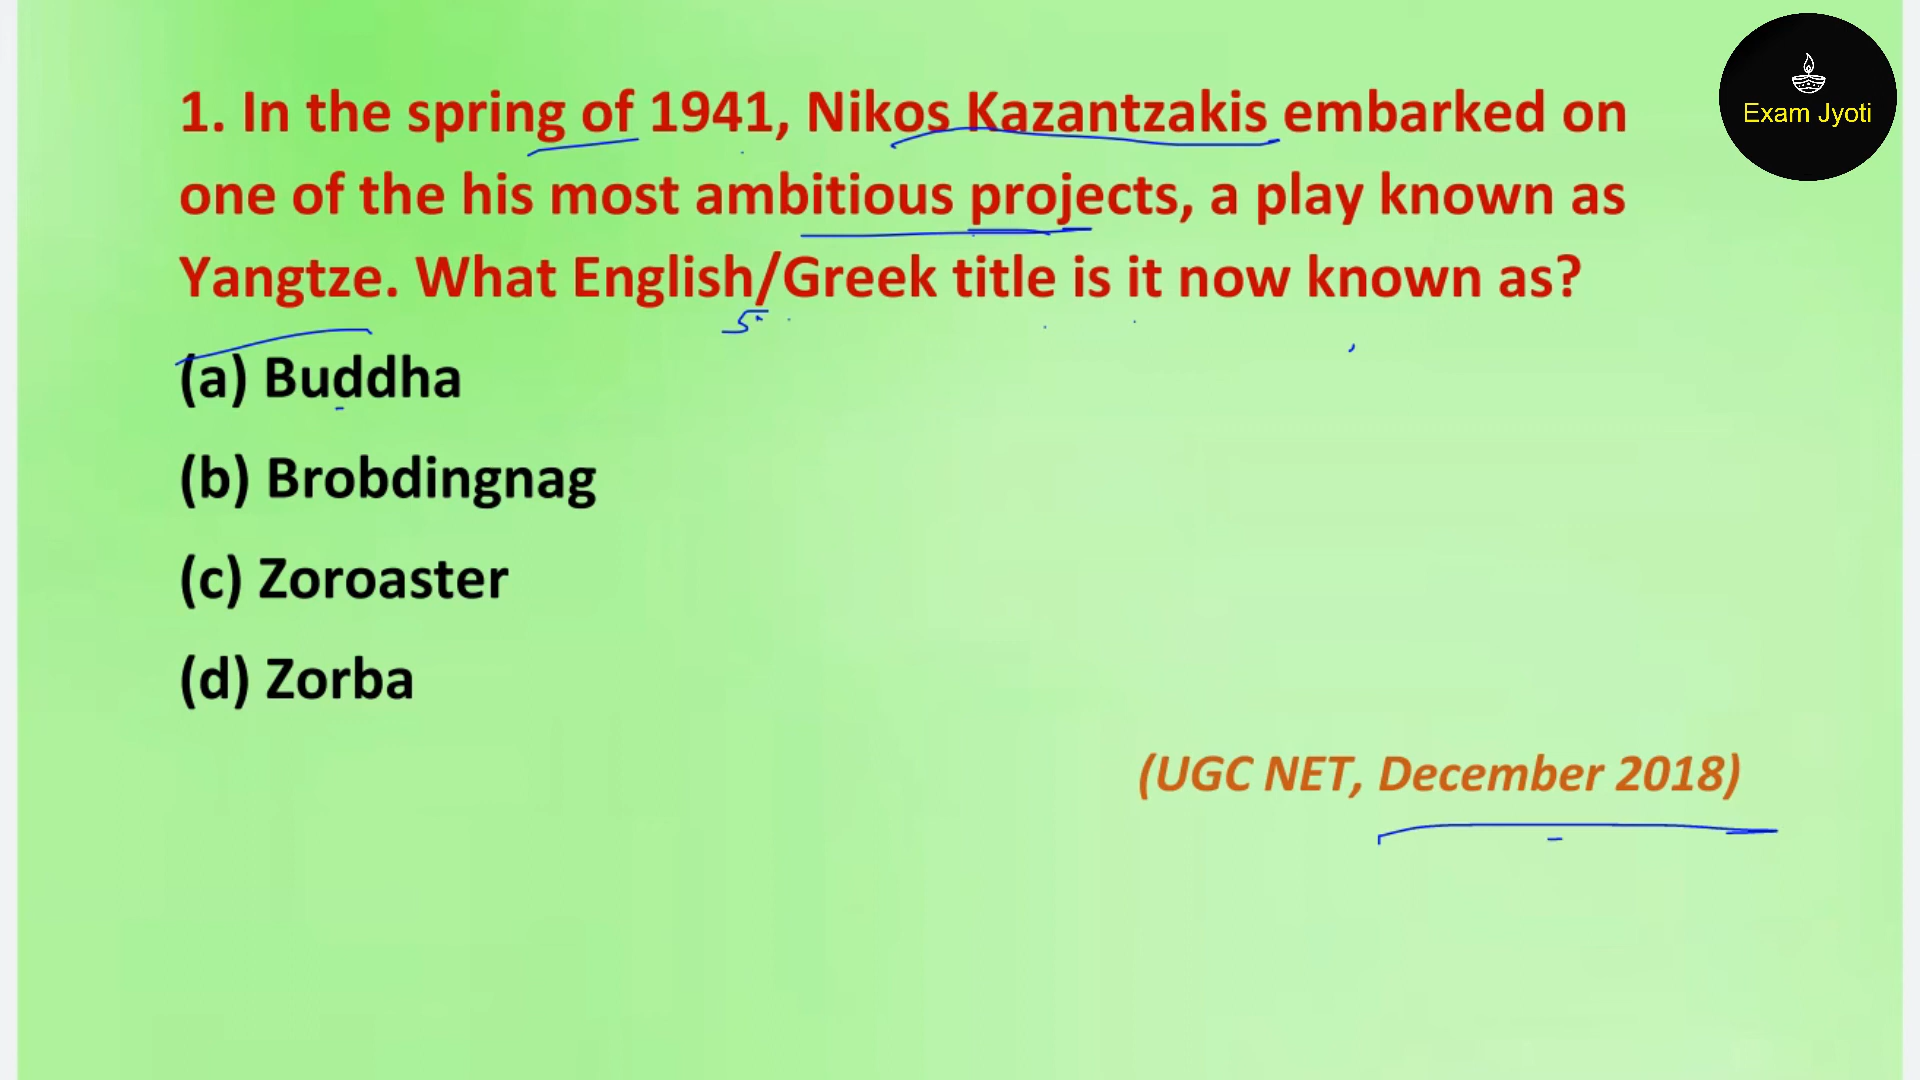 Exam Jyoti
1. In the spring of 1941, Nikos Kazantzakis embarked on
one of the his most ambitious projects, a play known as
Yangtze. What English/Greek title is it now known as?
(a) Buddha
(b) Brobdingnag
(c) Zoroaster
(d) Zorba
(UGC NET, December 2018)